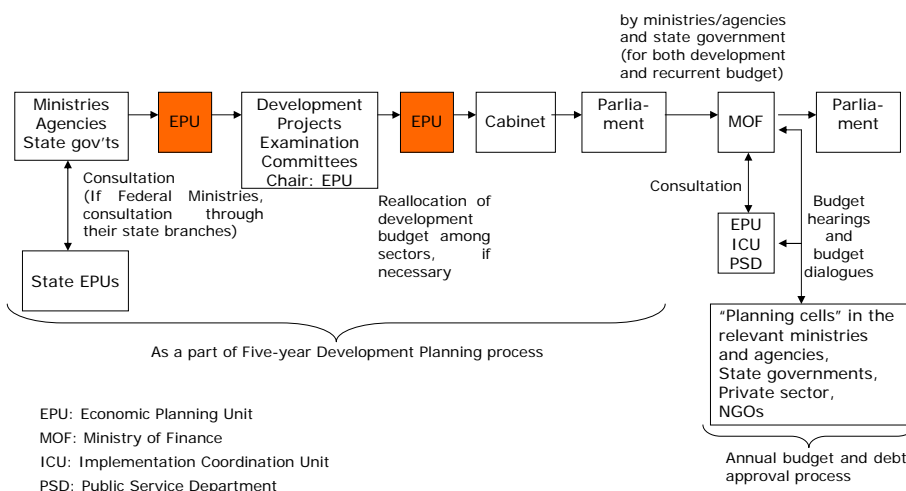 by ministries/agencies
and state government
(for both development
and recurrent budget)
Ministries
Agencies
State gov'ts
EPU
Development
Projects
Examination
Committees
Chair: EPU
EPU
Cabinet
Parlia-
ment
MOF
Parlia-
ment
Consultation
(If Federal Ministries,
consultation through
their state branches)
State EPUs
Reallocation of
development
budget among
sectors, if
necessary
Consultation
EPU
ICU
PSD
Budget
hearings
and
budget
dialogues
"Planning cells" in the
relevant ministries
and agencies,
State governments,
Private sector,
NGOs
As a part of Five-year Development Planning process
Annual budget and debt
approval process
EPU: Economic Planning Unit
MOF: Ministry of Finance
ICU: Implementation Coordination Unit
PSD: Public Service Department